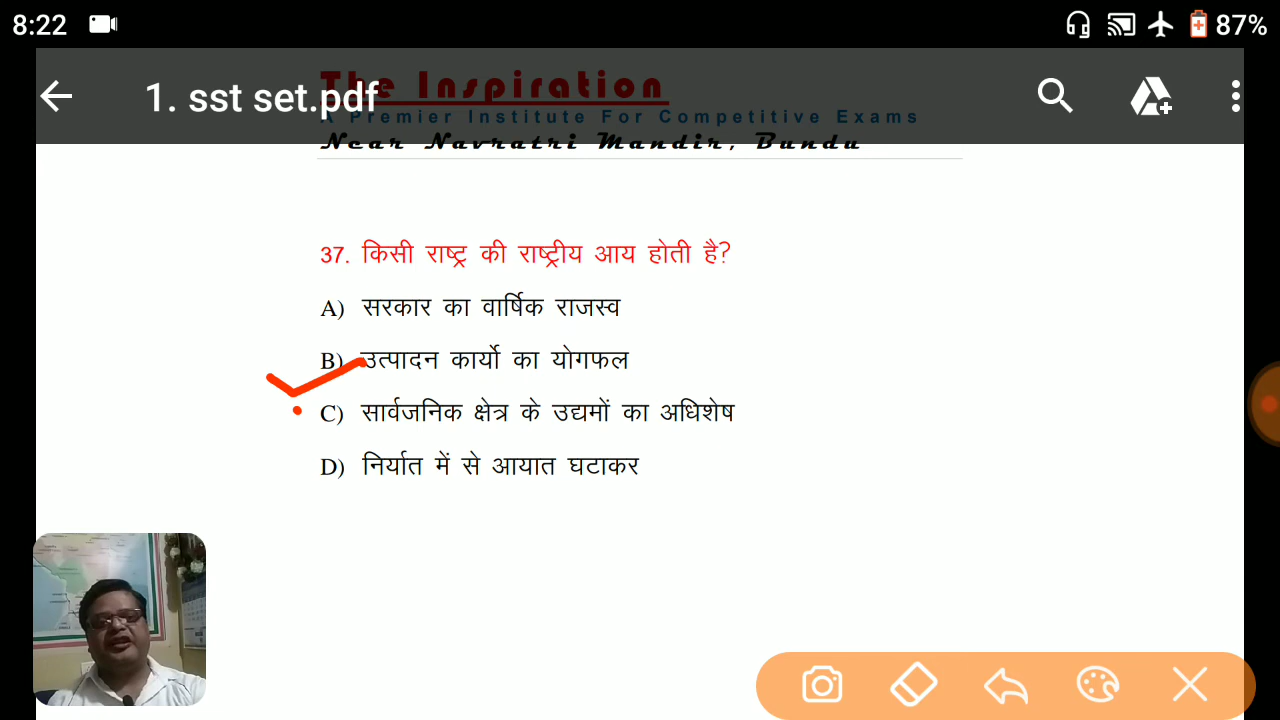 8:22
87%
1. sst set.pdf
The Inspiration
A Premier Institute For Competitive Exams
Near Navratri Mandir, Bundu
37. किसी राष्ट्र की राष्ट्रीय आय होती है?
A) सरकार का वार्षिक राजस्व
B) उत्पादन कार्यो का योगफल
C) सार्वजनिक क्षेत्र के उद्यमों का अधिशेष
D) निर्यात में से आयात घटाकर